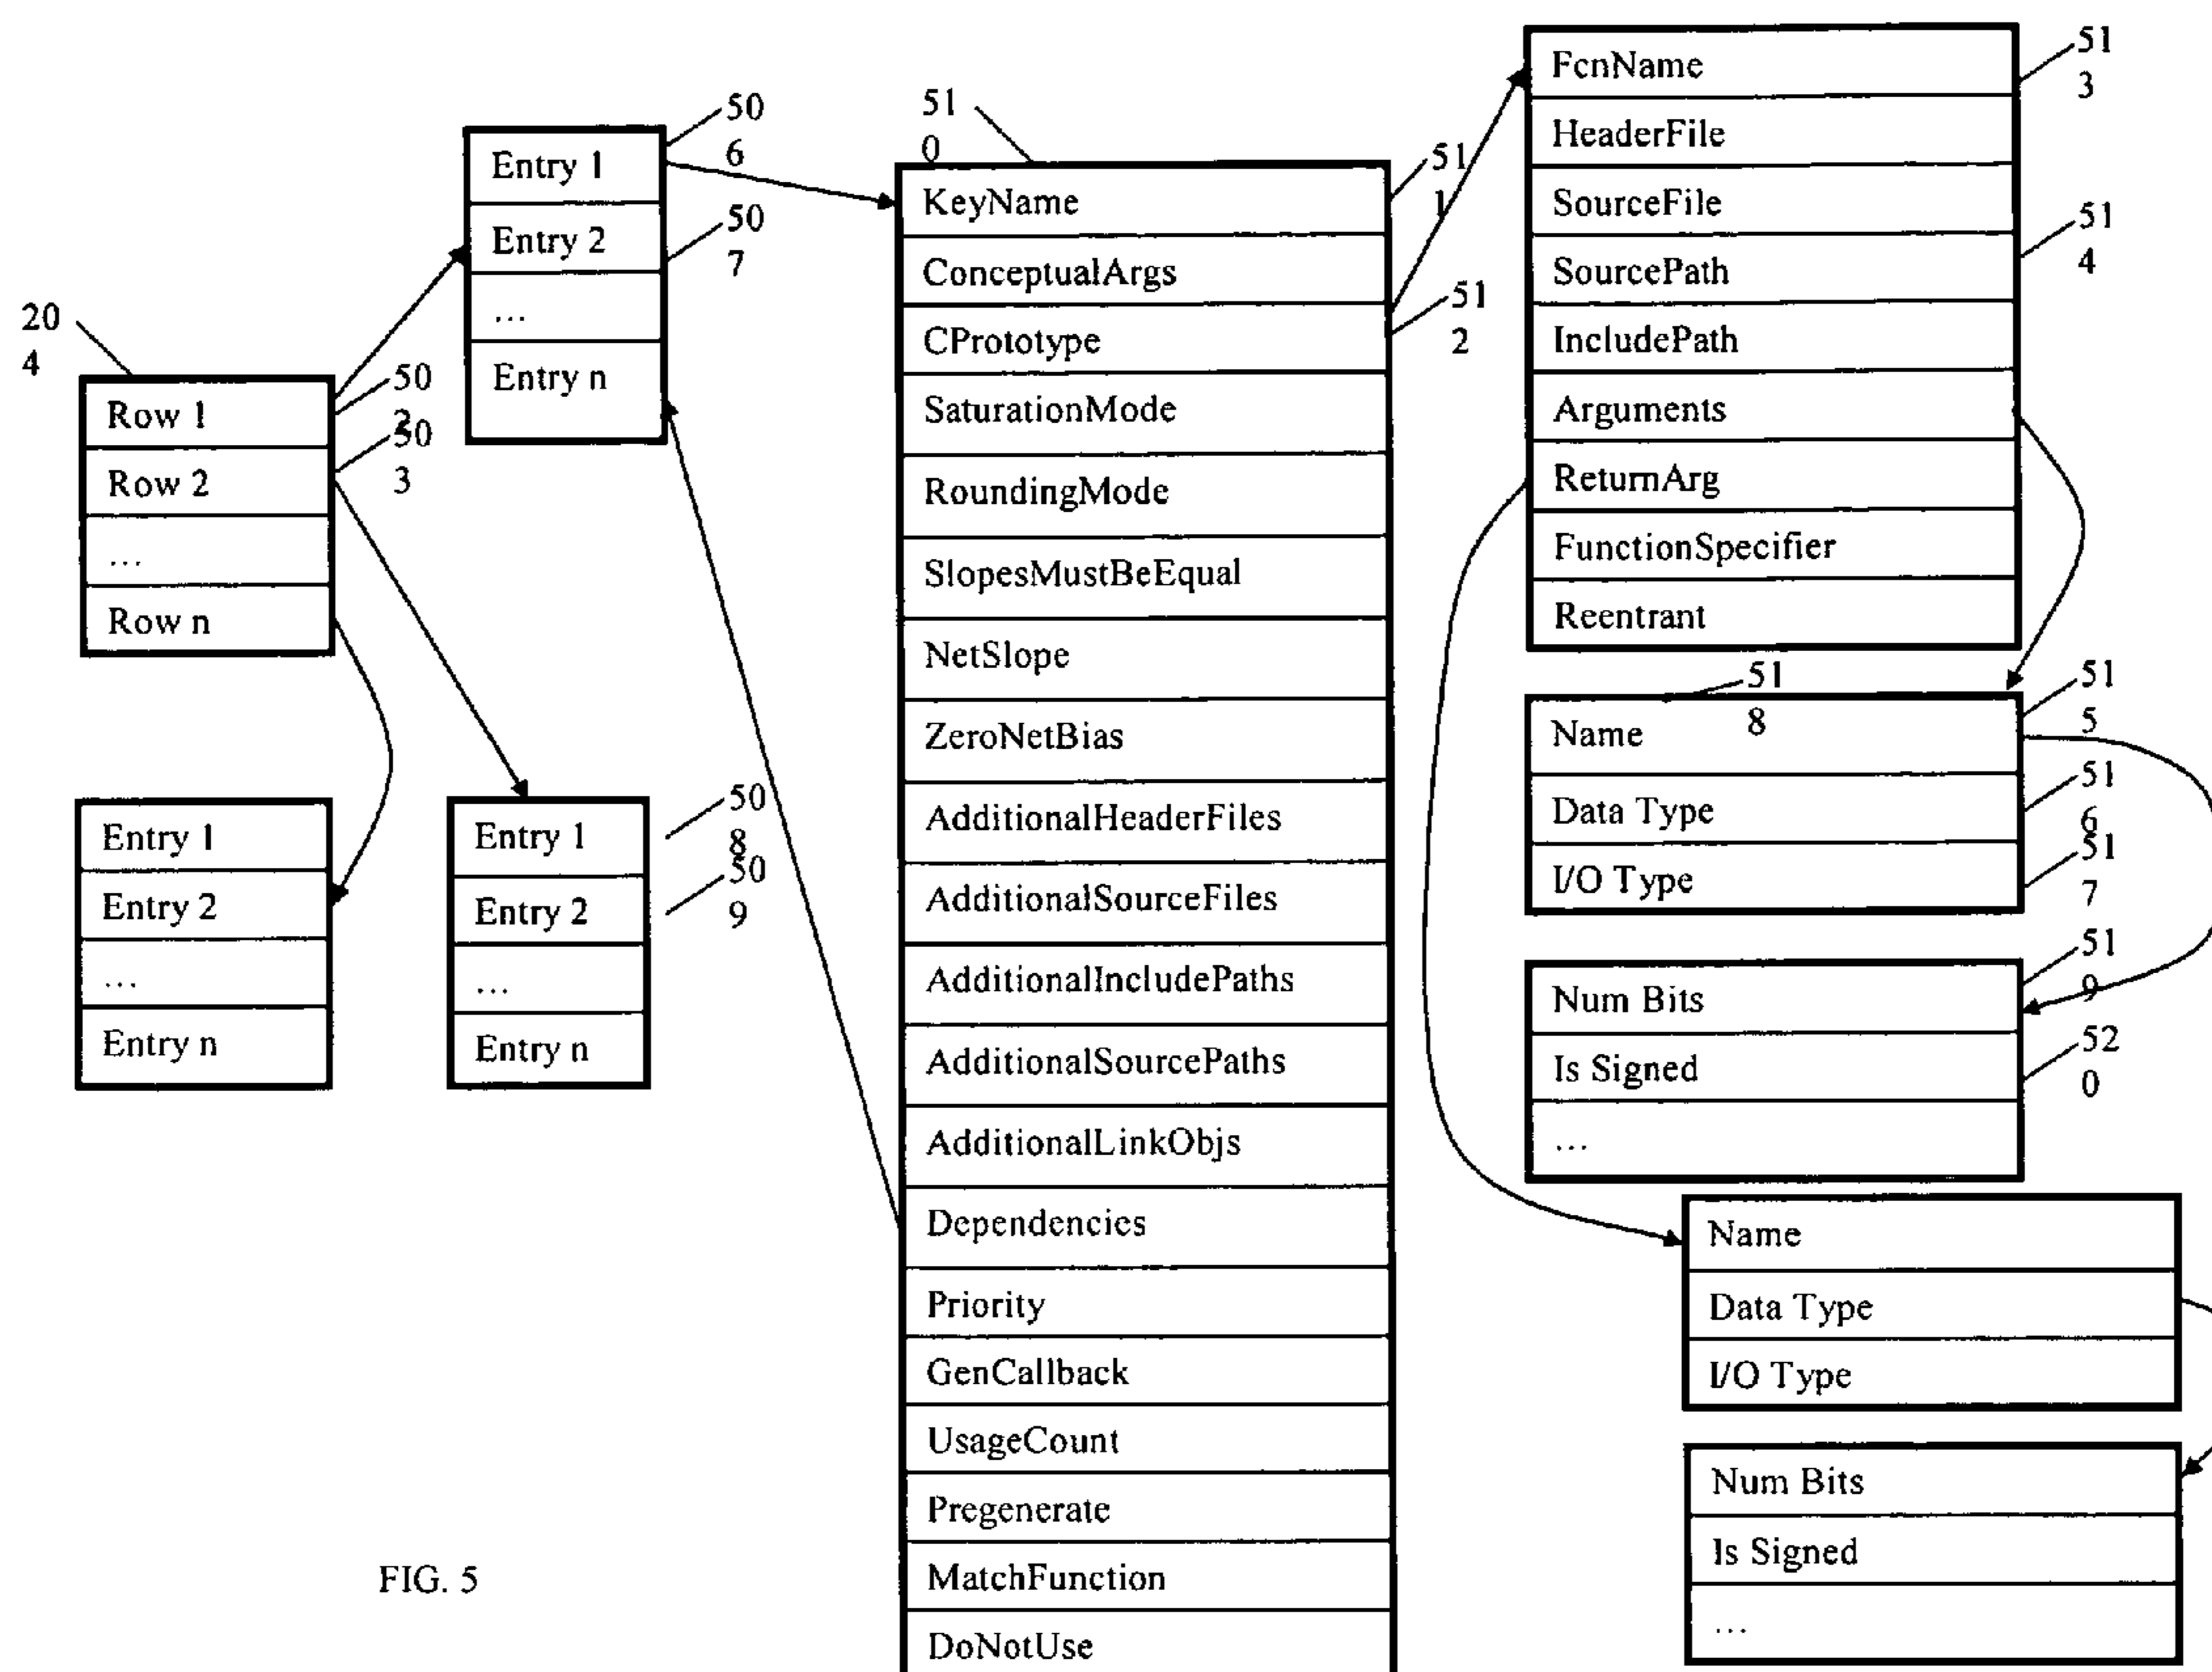 20
4
Row 1
Row 2
...
Row n
50
2
50
3
Entry 1
Entry 2
...
Entry n
50
6
50
7
Entry 1
Entry 2
...
Entry n
Entry 1
Entry 2
...
Entry n
50
8
50
9
51
0
KeyName
ConceptualArgs
CPrototype
SaturationMode
RoundingMode
SlopesMustBeEqual
NetSlope
ZeroNetBias
AdditionalHeaderFiles
AdditionalSourceFiles
AdditionalIncludePaths
AdditionalSourcePaths
AdditionalLinkObjs
Dependencies
Priority
GenCallback
UsageCount
Pregenerate
MatchFunction
DoNotUse
51
1
51
2
FcnName
HeaderFile
SourceFile
SourcePath
IncludePath
Arguments
ReturnArg
FunctionSpecifier
Reentrant
51
3
51
4
51
8
Name
Data Type
I/O Type
51
5
51
6
51
7
Num Bits
Is Signed
...
51
9
52
0
Name
Data Type
I/O Type
Num Bits
Is Signed
...
FIG. 5